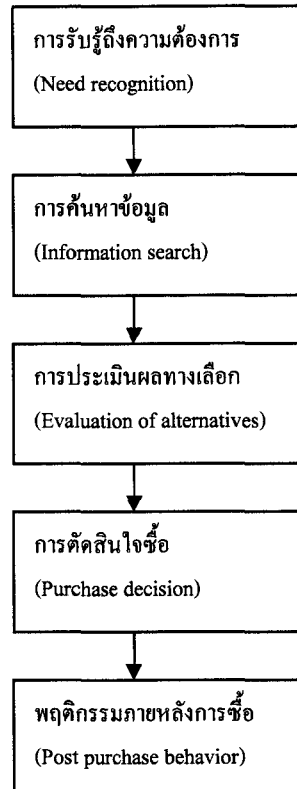 การรับรู้ถึงความต้องการ
(Need recognition)
การค้นหาข้อมูล
(Information search)
การประเมินผลทางเลือก
(Evaluation of alternatives)
การตัดสินใจซื้อ
(Purchase decision)
พฤติกรรมภายหลังการซื้อ
(Post purchase behavior)